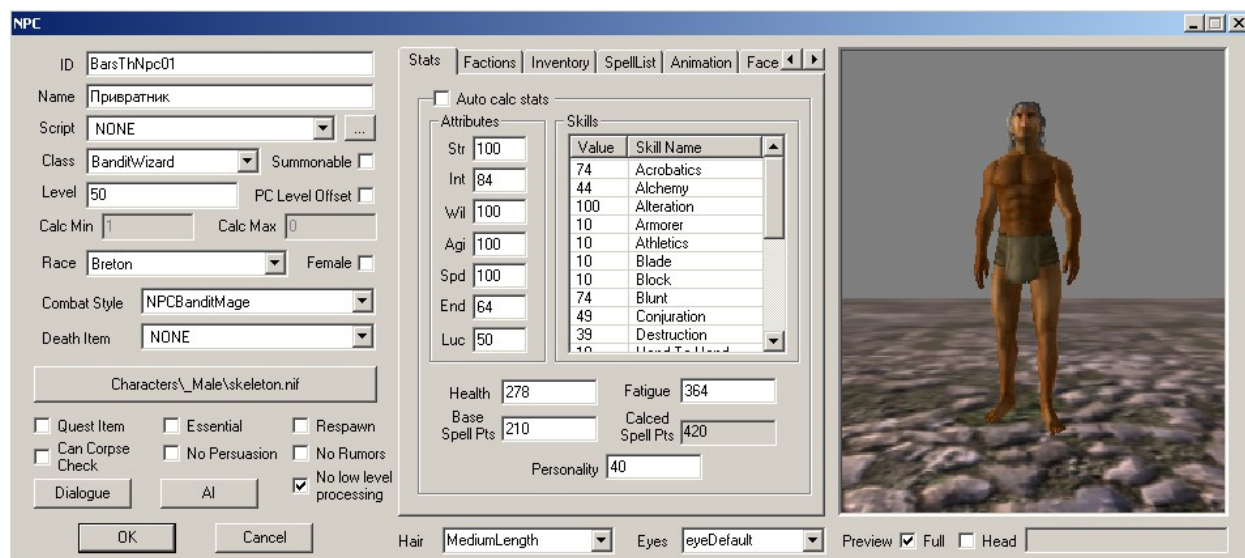 NPC
ID BarsThNpc01
Name Привратник
Script NONE ...
Class BanditWizard Summonable
Level 50 PC Level Offset
Calc Min 1 Calc Max 0
Race Breton Female
Combat Style NPCBanditMage
Death Item NONE
Characters\_Male\skeleton.nif
Quest Item Essential Respawn
Can Corpse Check No Persuasion No Rumors
Dialogue AI No low level processing
OK Cancel
Stats Factions Inventory SpellList Animation Face
Auto calc stats
Attributes
Str 100
Int 84
Wil 100
Agi 100
Spd 100
End 64
Luc 50
Skills
Value Skill Name
74 Acrobatics
44 Alchemy
100 Alteration
10 Armorer
10 Athletics
10 Blade
10 Block
74 Blunt
49 Conjuration
39 Destruction
10 Hand To Hand
Health 278 Fatigue 364
Base Spell Pts 210 Calced Spell Pts 420
Personality 40
Hair MediumLength Eyes eyeDefault Preview Full Head